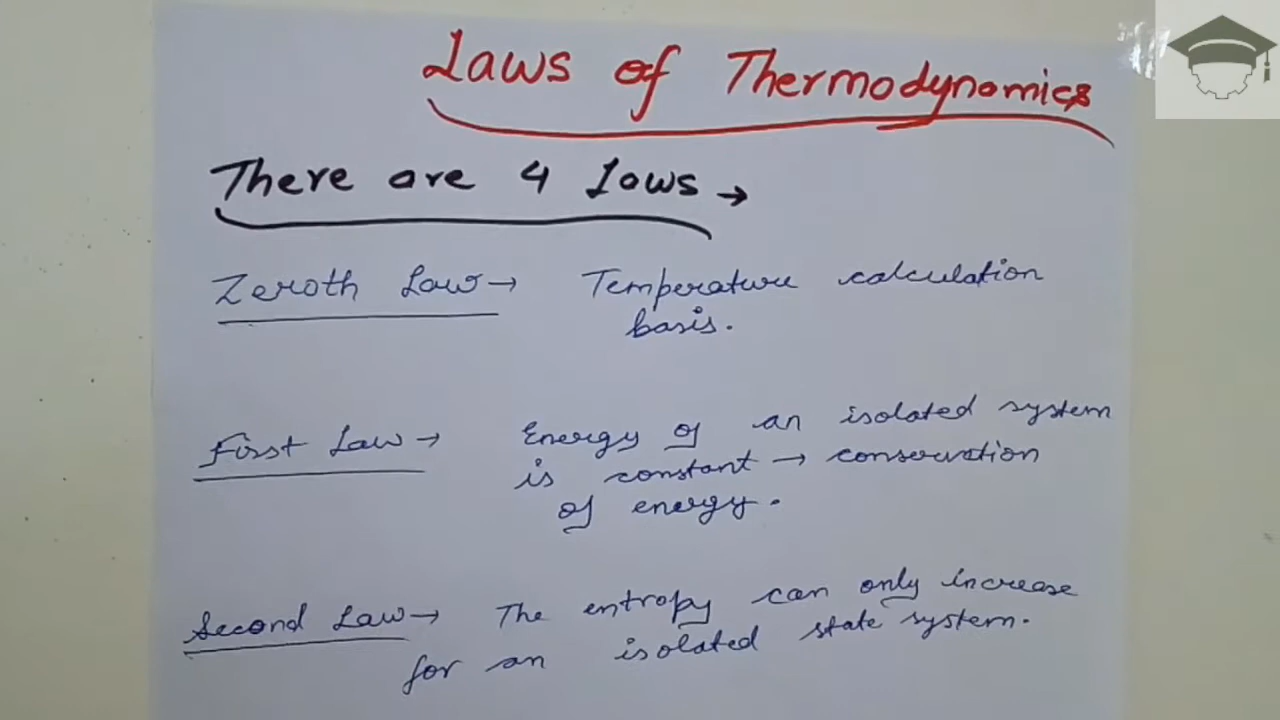 Laws of Thermodynamics
There are 4 Laws →
Zeroth Law → Temperature calculation
basis.
First Law → Energy of an isolated system
is constant → conservation
of energy.
Second Law → The entropy can only increase
for an isolated state system.